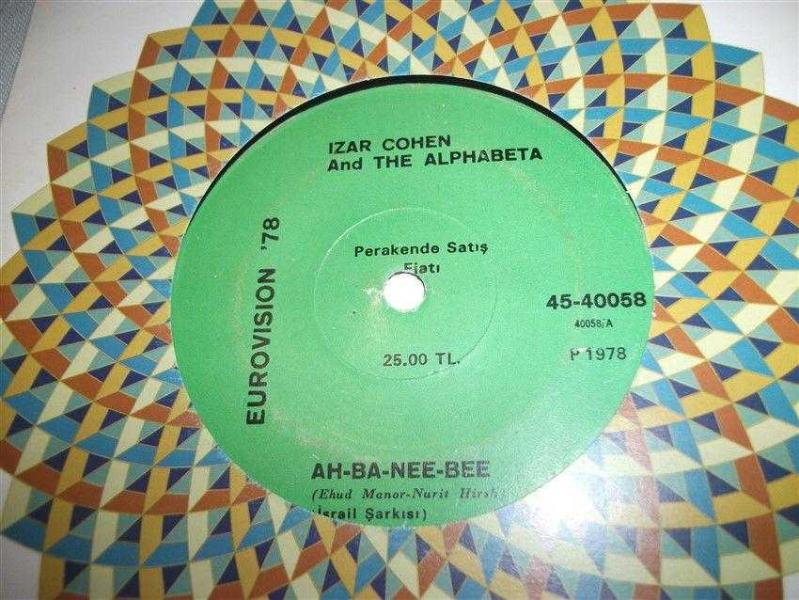 IZAR COHEN
And THE ALPHABETA
EUROVISION '78
Perakende Satış
Fiatı
45-40058
40058/A
25.00 TL.
P 1978
AH-BA-NEE-BEE
(Ehud Manor-Nurit Hirsh)
İsrail Şarkısı)